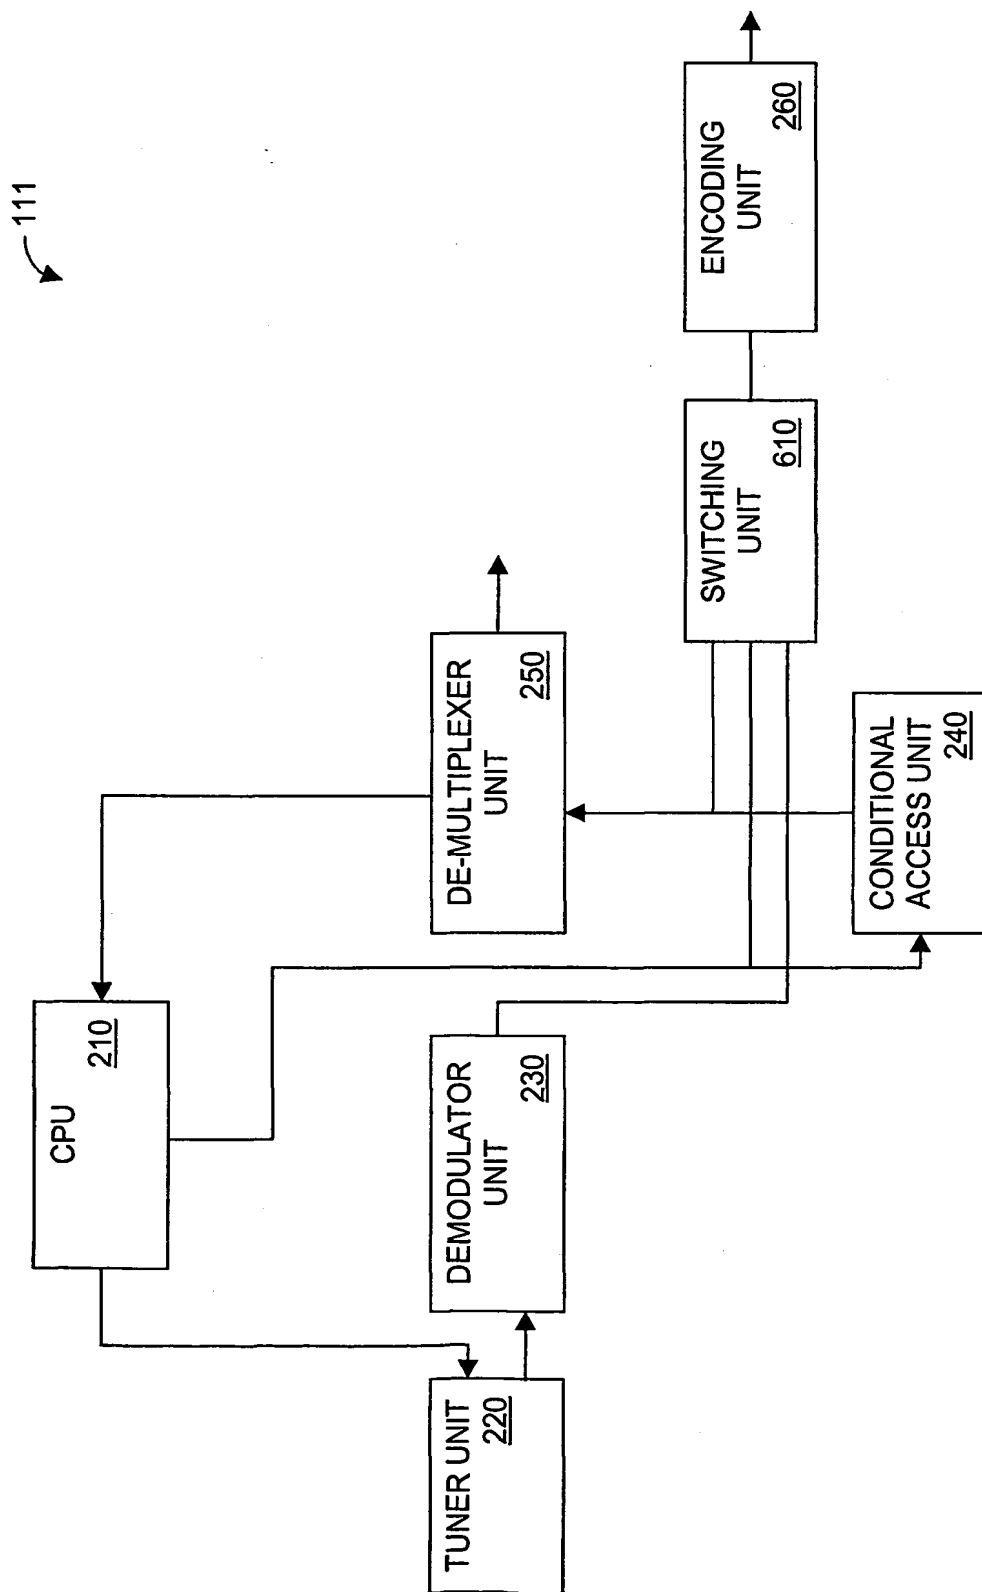 111
CPU
210
TUNER UNIT
220
DEMODULATOR
UNIT
230
DE-MULTIPLEXER
UNIT
250
CONDITIONAL
ACCESS UNIT
240
SWITCHING
UNIT
610
ENCODING
UNIT
260